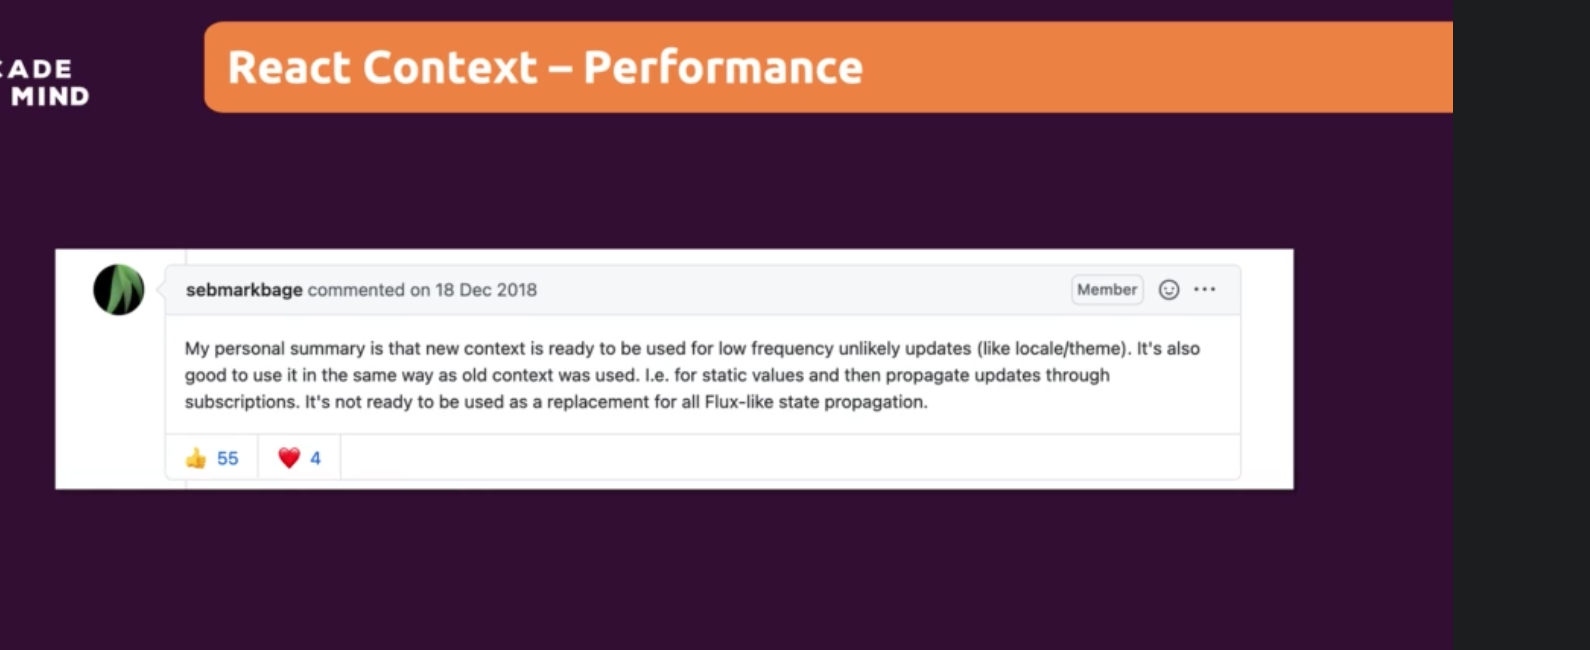 ADE
MIND
React Context – Performance
sebmarkbage commented on 18 Dec 2018
Member
My personal summary is that new context is ready to be used for low frequency unlikely updates (like locale/theme). It's also
good to use it in the same way as old context was used. I.e. for static values and then propagate updates through
subscriptions. It's not ready to be used as a replacement for all Flux-like state propagation.
👍 55 ❤️ 4